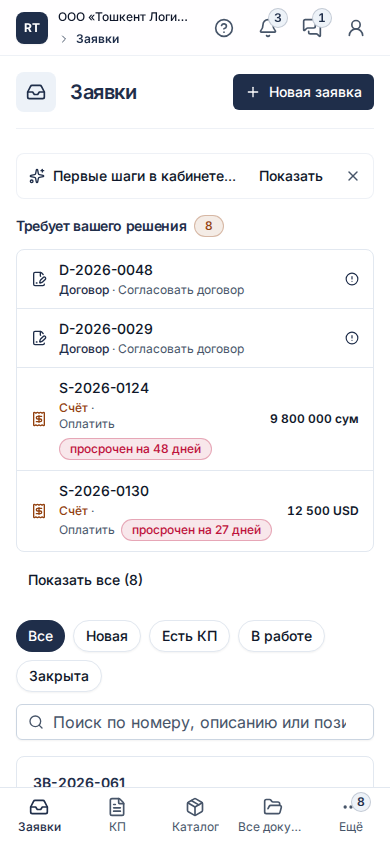 RT
ООО «Тошкент Логи...
Заявки
3
1
Заявки
Новая заявка
Первые шаги в кабинете...
Показать
Требует вашего решения
8
D-2026-0048
Договор · Согласовать договор
D-2026-0029
Договор · Согласовать договор
S-2026-0124
Счёт ·
Оплатить
9 800 000 сум
просрочен на 48 дней
S-2026-0130
Счёт ·
12 500 USD
Оплатить просрочен на 27 дней
Показать все (8)
Все
Новая
Есть КП
В работе
Закрыта
Поиск по номеру, описанию или пози
ЗВ-2026-061
8
Заявки
КП
Каталог
Все доку...
Ещё